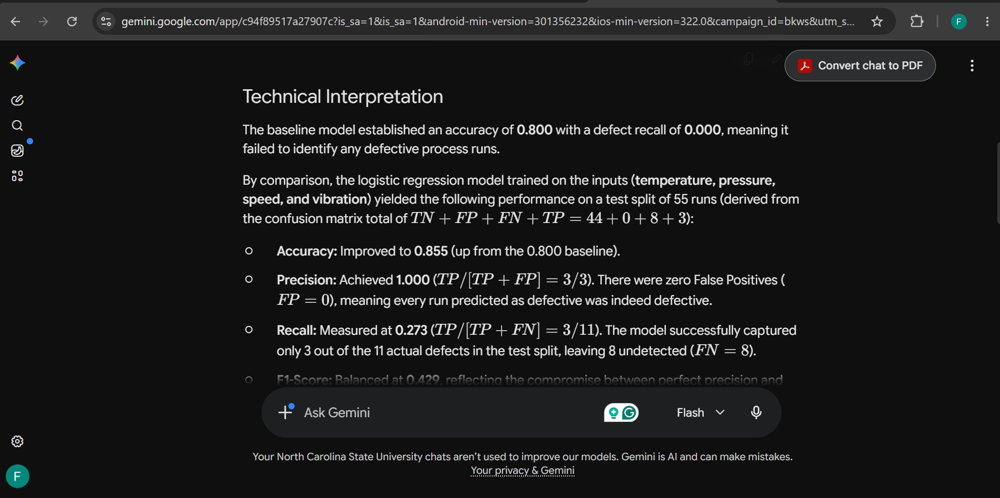 gemini.google.com/app/c94f89517a27907c?is_sa=1&is_sa=1&android-min-version=301356232&ios-min-version=322.0&campaign_id=bkws&utm_s...
F
Convert chat to PDF
Technical Interpretation
The baseline model established an accuracy of 0.800 with a defect recall of 0.000, meaning it
failed to identify any defective process runs.
By comparison, the logistic regression model trained on the inputs (temperature, pressure,
speed, and vibration) yielded the following performance on a test split of 55 runs (derived from
the confusion matrix total of TN + FP + FN + TP = 44 + 0 + 8 + 3):
Accuracy: Improved to 0.855 (up from the 0.800 baseline).
Precision: Achieved 1.000 (TP/[TP + FP] = 3/3). There were zero False Positives (
FP = 0), meaning every run predicted as defective was indeed defective.
Recall: Measured at 0.273 (TP/[TP + FN] = 3/11). The model successfully captured
only 3 out of the 11 actual defects in the test split, leaving 8 undetected (FN = 8).
F1-Score: Balanced at 0.429, reflecting the compromise between perfect precision and
Ask Gemini
Flash
Your North Carolina State University chats aren't used to improve our models. Gemini is AI and can make mistakes.
Your privacy & Gemini
F